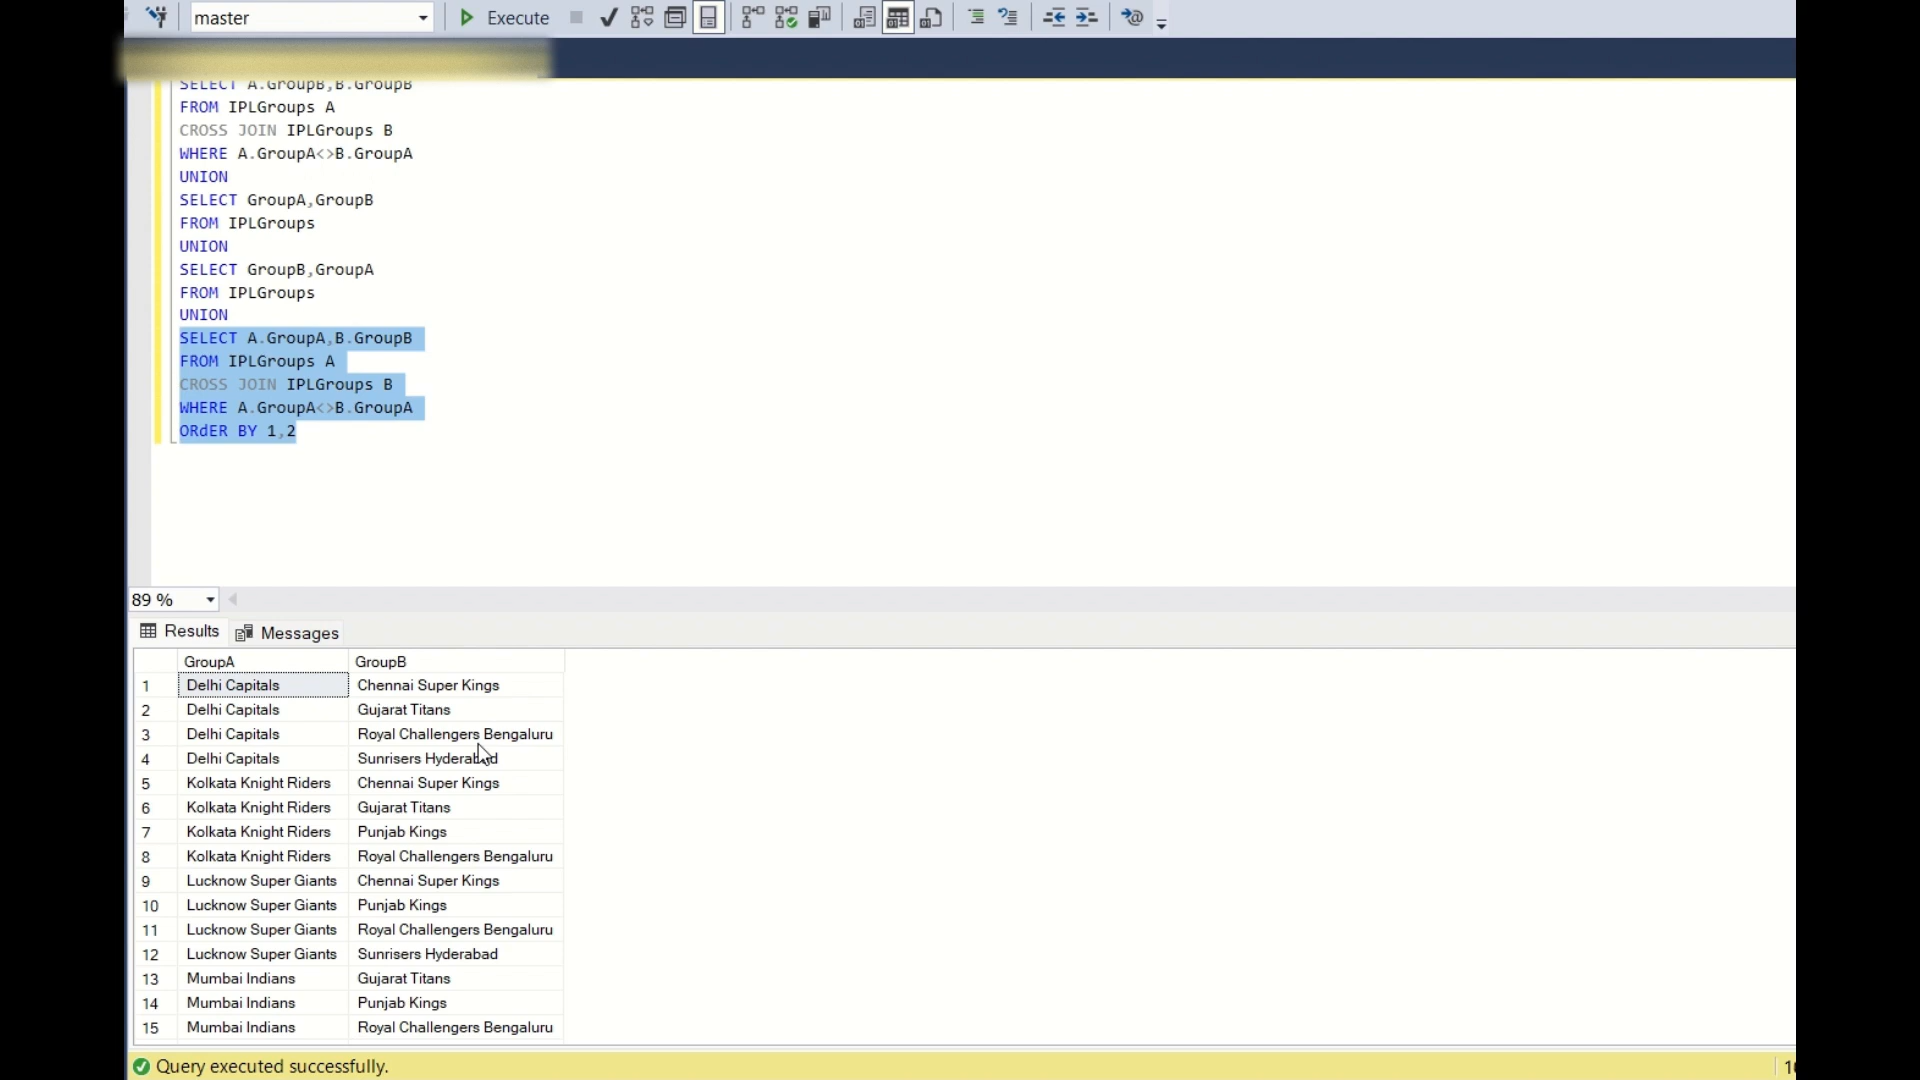 master
Execute
SELECT A.GroupB,B.GroupB
FROM IPLGroups A
CROSS JOIN IPLGroups B
WHERE A.GroupA<>B.GroupA
UNION
SELECT GroupA,GroupB
FROM IPLGroups
UNION
SELECT GroupB,GroupA
FROM IPLGroups
UNION
SELECT A.GroupA,B.GroupB
FROM IPLGroups A
CROSS JOIN IPLGroups B
WHERE A.GroupA<>B.GroupA
ORdER BY 1,2
89 %
Results Messages
GroupA GroupB
1 Delhi Capitals Chennai Super Kings
2 Delhi Capitals Gujarat Titans
3 Delhi Capitals Royal Challengers Bengaluru
4 Delhi Capitals Sunrisers Hyderabad
5 Kolkata Knight Riders Chennai Super Kings
6 Kolkata Knight Riders Gujarat Titans
7 Kolkata Knight Riders Punjab Kings
8 Kolkata Knight Riders Royal Challengers Bengaluru
9 Lucknow Super Giants Chennai Super Kings
10 Lucknow Super Giants Punjab Kings
11 Lucknow Super Giants Royal Challengers Bengaluru
12 Lucknow Super Giants Sunrisers Hyderabad
13 Mumbai Indians Gujarat Titans
14 Mumbai Indians Punjab Kings
15 Mumbai Indians Royal Challengers Bengaluru
Query executed successfully.